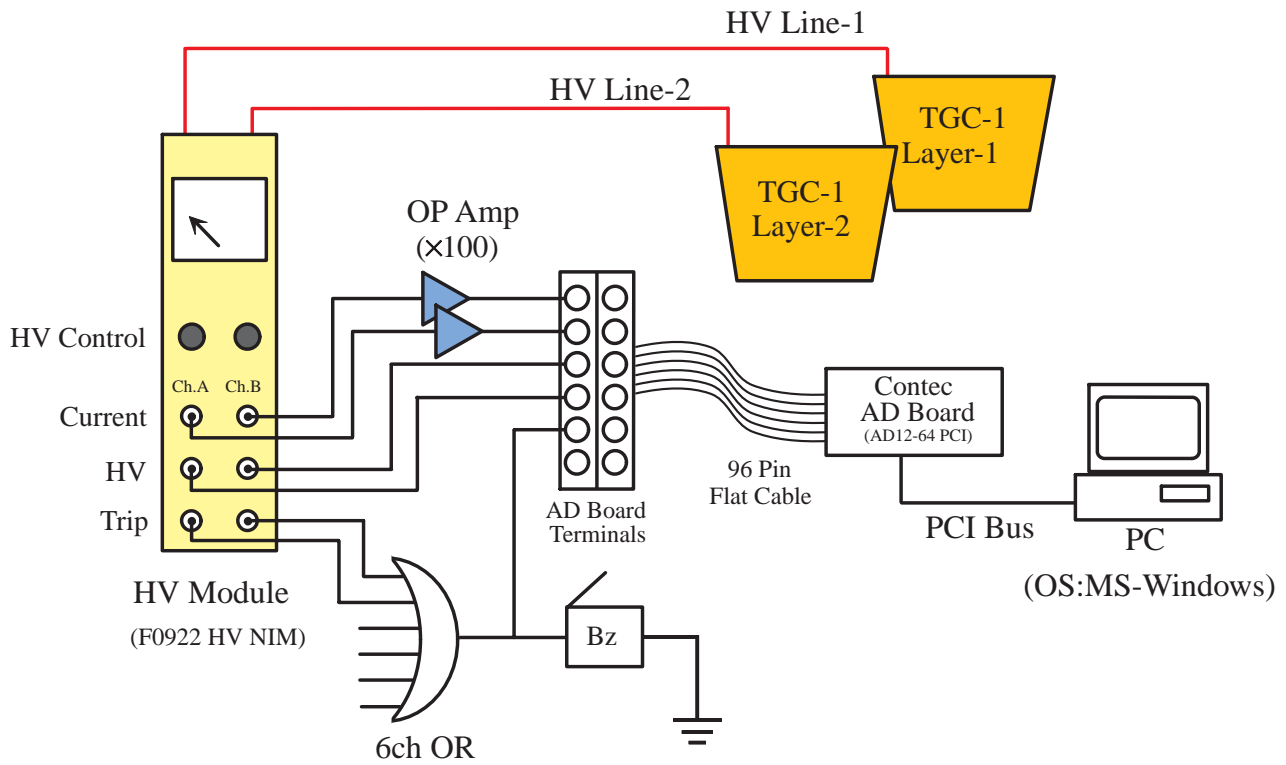 HV Line-1
HV Line-2
TGC-1
Layer-1
TGC-1
Layer-2
OP Amp
(×100)
HV Control
Ch.A Ch.B
Current
HV
Trip
Contec
AD Board
(AD12-64 PCI)
96 Pin
Flat Cable
AD Board
Terminals
PCI Bus
PC
(OS:MS-Windows)
HV Module
(F0922 HV NIM)
Bz
6ch OR